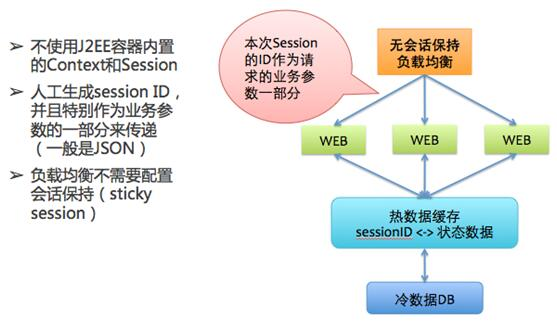 不使用J2EE容器内置
的Context和Session
人工生成session ID，
并且特别作为业务参
数的一部分来传递
（一般是JSON）
负载均衡不需要配置
会话保持（sticky
session）
本次Session
的ID作为请
求的业务参
数一部分
无会话保持
负载均衡
WEB
WEB
WEB
热数据缓存
sessionID <-> 状态数据
冷数据DB